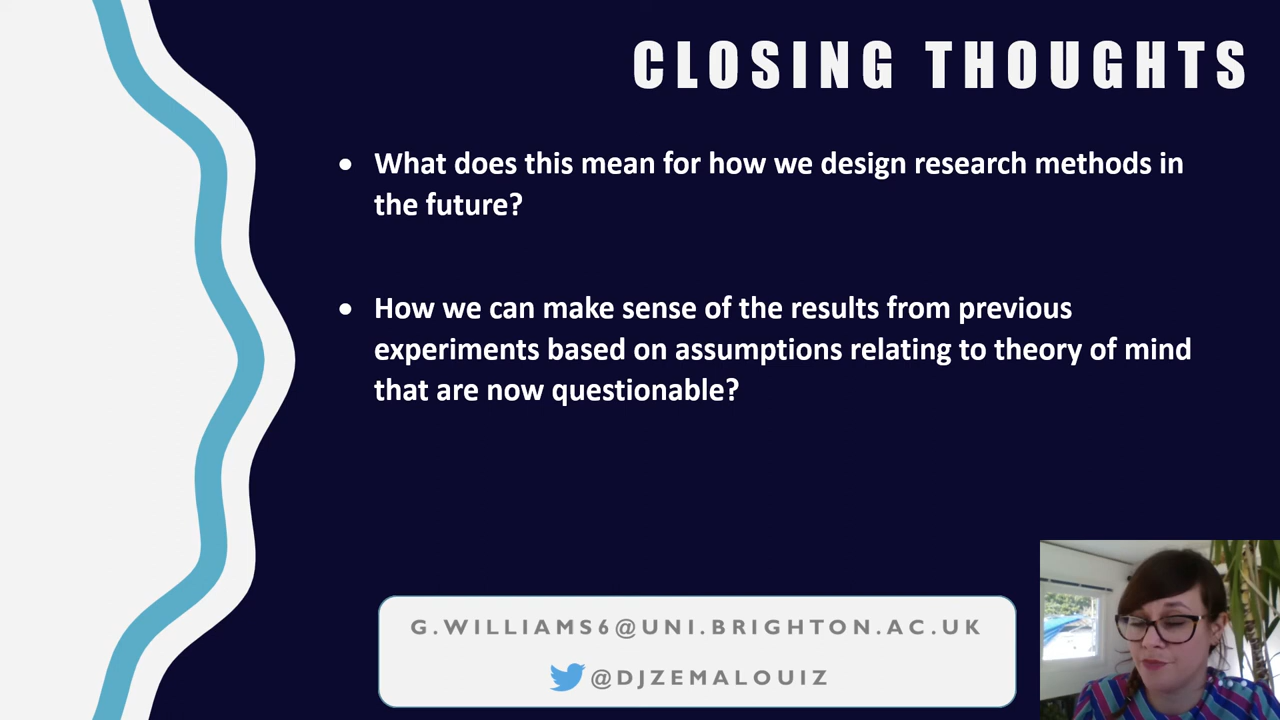 CLOSING THOUGHTS
• What does this mean for how we design research methods in
the future?
• How we can make sense of the results from previous
experiments based on assumptions relating to theory of mind
that are now questionable?
G.WILLIAMS6@UNI.BRIGHTON.AC.UK
@DJZEMALOUIZ